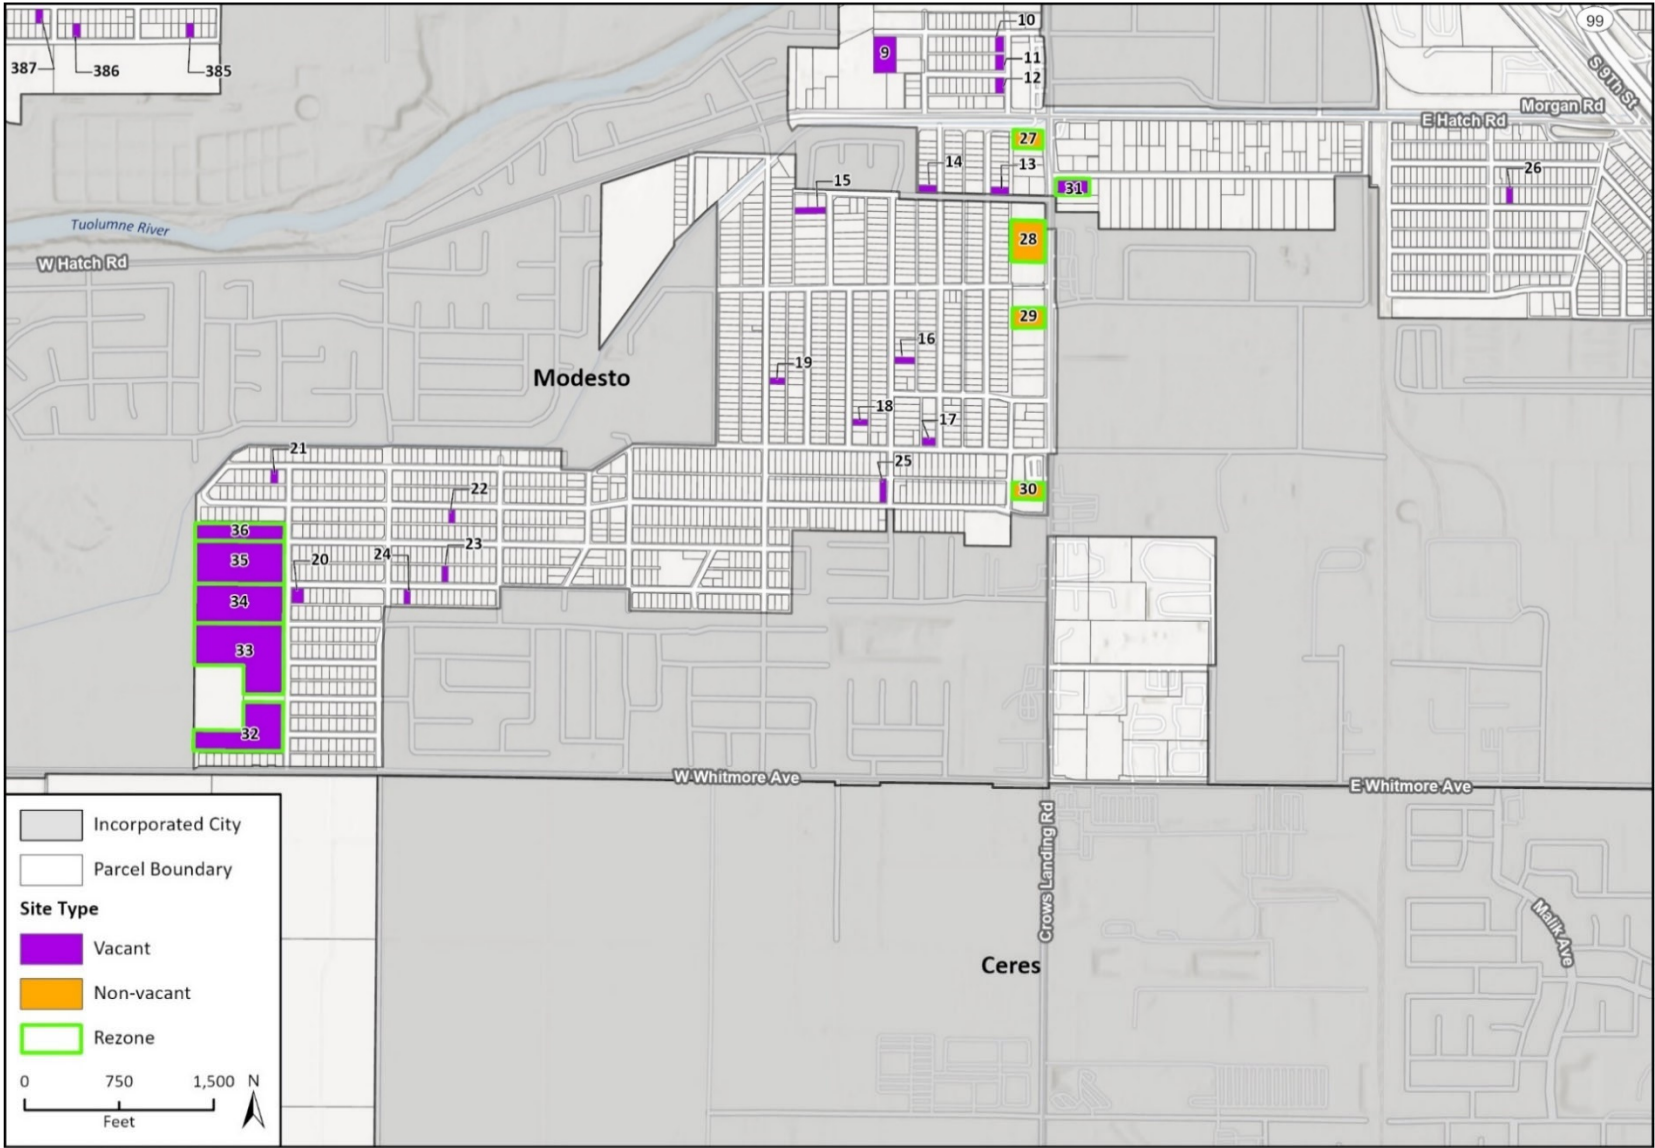 99
10
9
387
386
385
11
12
S 9Th St
Morgan Rd
E Hatch Rd
27
14
13
26
15
31
Tuolumne River
28
W Hatch Rd
29
16
19
Modesto
18
17
21
25
22
30
36
23
24
35
20
34
33
32
W Whitmore Ave
E Whitmore Ave
Incorporated City
Parcel Boundary
Site Type
Vacant
Non-vacant
Rezone
0 750 1,500 N
Feet
Crows Landing Rd
Malik Ave
Ceres